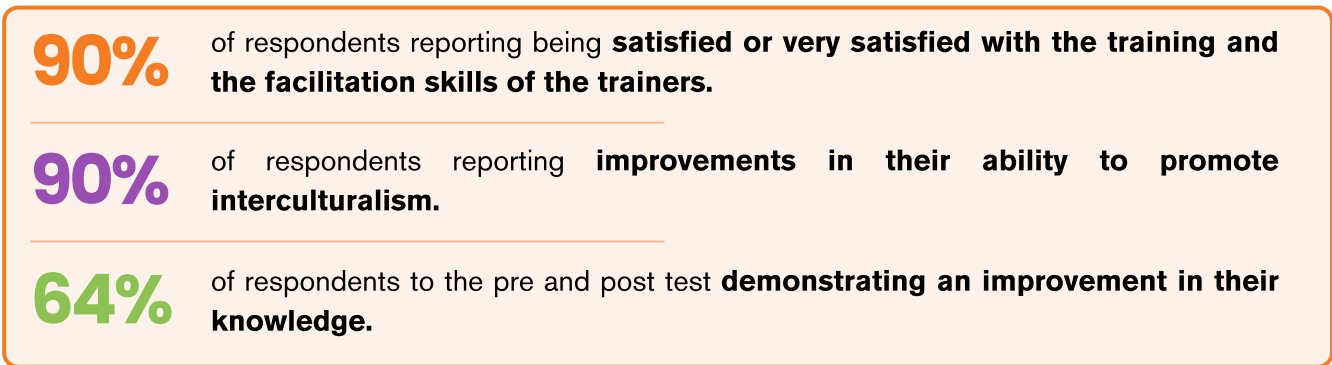 90%
of respondents reporting being satisfied or very satisfied with the training and
the facilitation skills of the trainers.
90%
of respondents reporting improvements in their ability to promote
interculturalism.
64%
of respondents to the pre and post test demonstrating an improvement in their
knowledge.